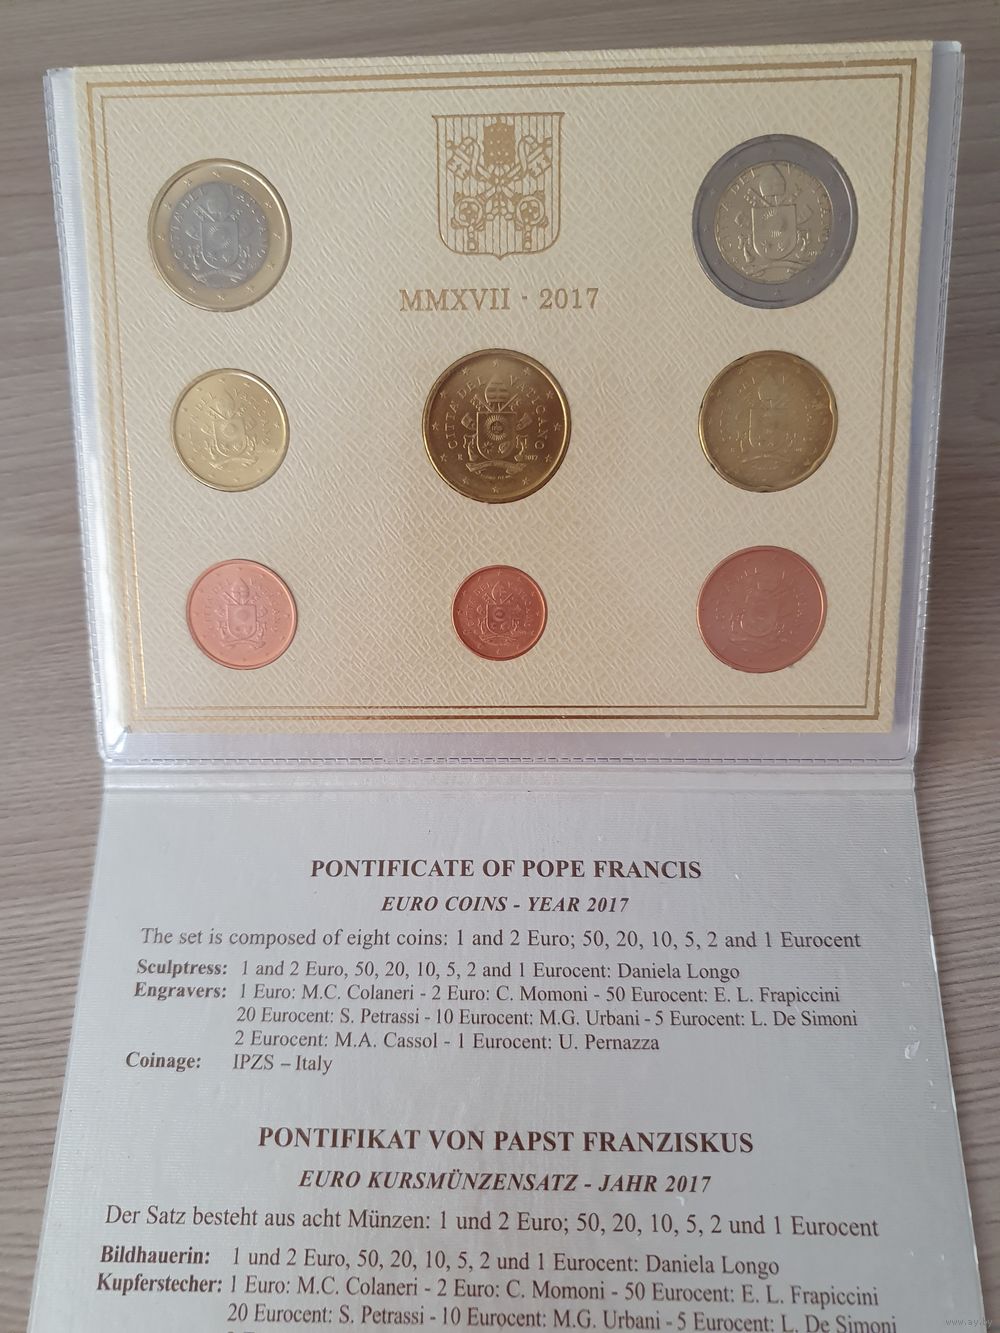 MMXVII · 2017
CITTA' DEL VATICANO
R 2017
PONTIFICATE OF POPE FRANCIS
EURO COINS - YEAR 2017
The set is composed of eight coins: 1 and 2 Euro; 50, 20, 10, 5, 2 and 1 Eurocent
Sculptress: 1 and 2 Euro, 50, 20, 10, 5, 2 and 1 Eurocent: Daniela Longo
Engravers: 1 Euro: M.C. Colaneri - 2 Euro: C. Momoni - 50 Eurocent: E. L. Frapiccini
20 Eurocent: S. Petrassi - 10 Eurocent: M.G. Urbani - 5 Eurocent: L. De Simoni
2 Eurocent: M.A. Cassol - 1 Eurocent: U. Pernazza
Coinage: IPZS – Italy
PONTIFIKAT VON PAPST FRANZISKUS
EURO KURSMÜNZENSATZ - JAHR 2017
Der Satz besteht aus acht Münzen: 1 und 2 Euro; 50, 20, 10, 5, 2 und 1 Eurocent
Bildhauerin: 1 und 2 Euro, 50, 20, 10, 5, 2 und 1 Eurocent: Daniela Longo
Kupferstecher: 1 Euro: M.C. Colaneri - 2 Euro: C. Momoni - 50 Eurocent: E. L. Frapiccini
20 Eurocent: S. Petrassi - 10 Eurocent: M.G. Urbani - 5 Eurocent: L. De Simoni
www.ay.by